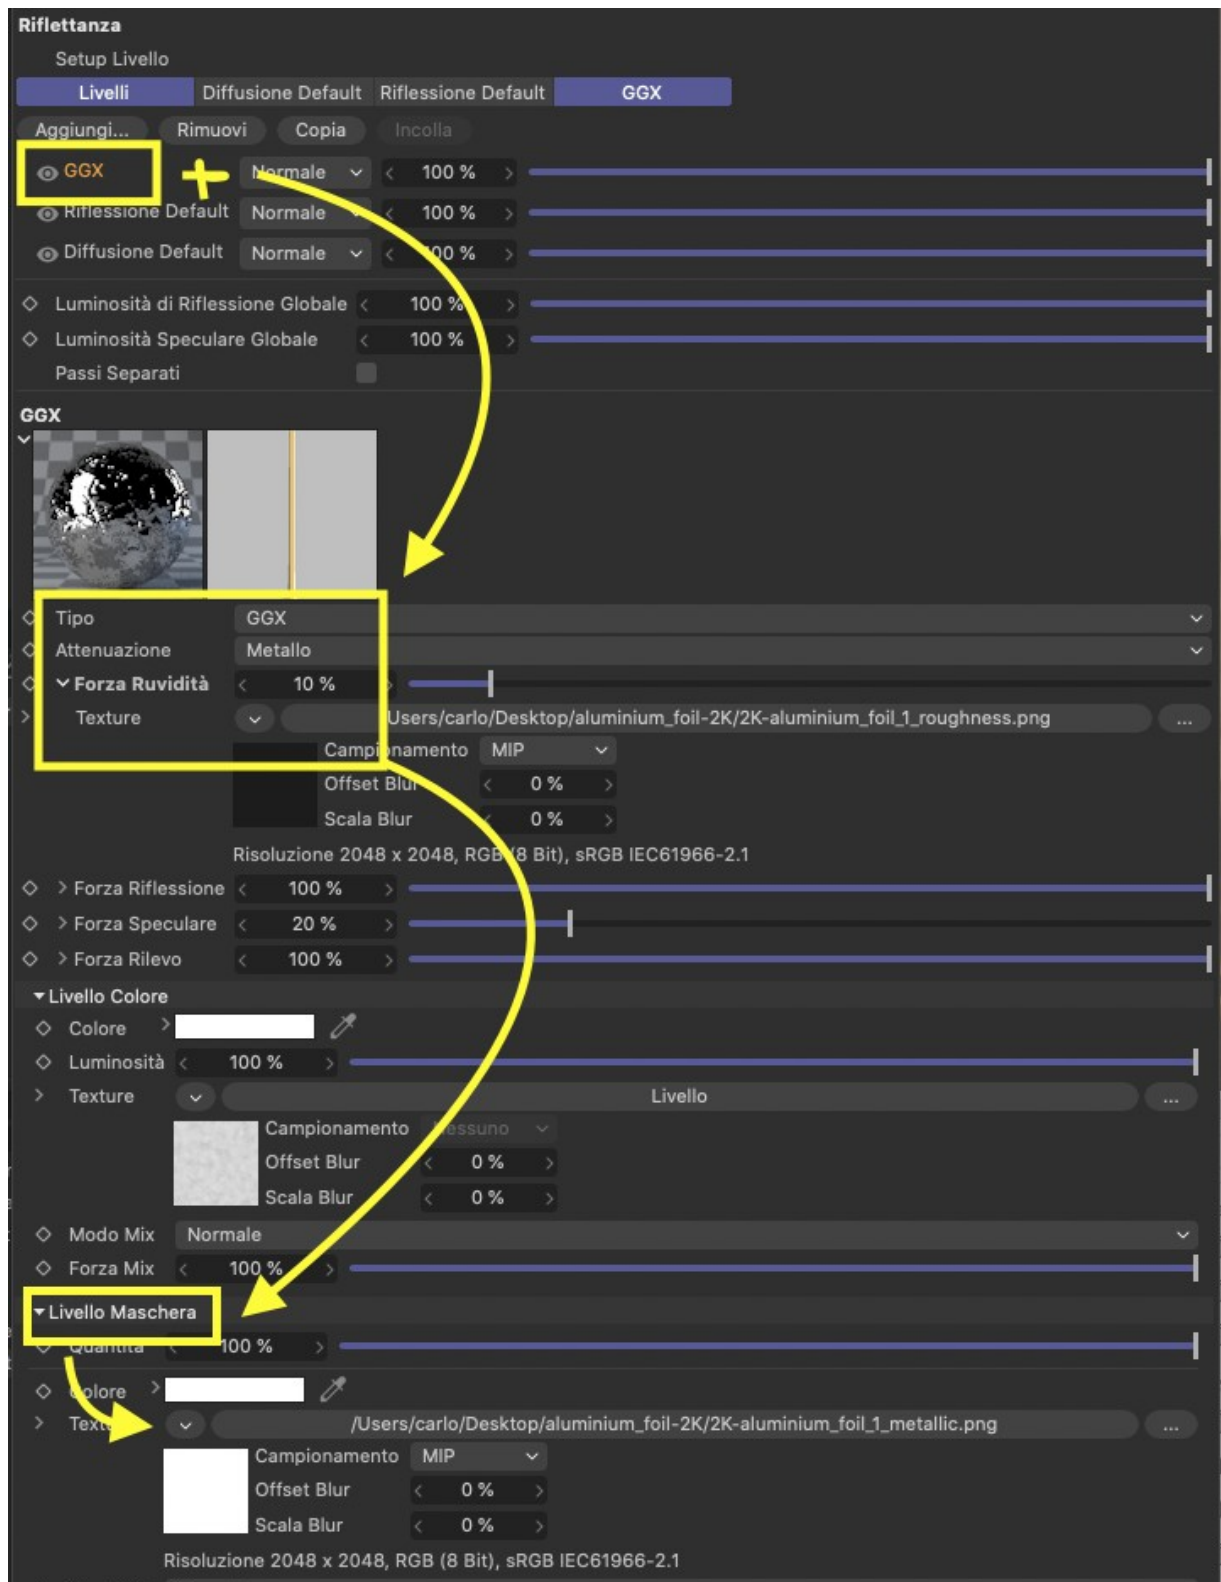 Riflettanza
Setup Livello
Livelli Diffusione Default Riflessione Default GGX
Aggiungi... Rimuovi Copia Incolla
GGX Normale 100 %
Riflessione Default Normale 100 %
Diffusione Default Normale 100 %
Luminosità di Riflessione Globale 100 %
Luminosità Speculare Globale 100 %
Passi Separati
GGX
Tipo GGX
Attenuazione Metallo
Forza Ruvidità 10 %
Texture Users/carlo/Desktop/aluminium_foil-2K/2K-aluminium_foil_1_roughness.png ...
Campionamento MIP
Offset Blur 0 %
Scala Blur 0 %
Risoluzione 2048 x 2048, RGB (8 Bit), sRGB IEC61966-2.1
Forza Riflessione 100 %
Forza Speculare 20 %
Forza Rilevo 100 %
Livello Colore
Colore
Luminosità 100 %
Texture Livello ...
Campionamento Nessuno
Offset Blur 0 %
Scala Blur 0 %
Modo Mix Normale
Forza Mix 100 %
Livello Maschera
Quantità 100 %
Colore
Texture /Users/carlo/Desktop/aluminium_foil-2K/2K-aluminium_foil_1_metallic.png ...
Campionamento MIP
Offset Blur 0 %
Scala Blur 0 %
Risoluzione 2048 x 2048, RGB (8 Bit), sRGB IEC61966-2.1